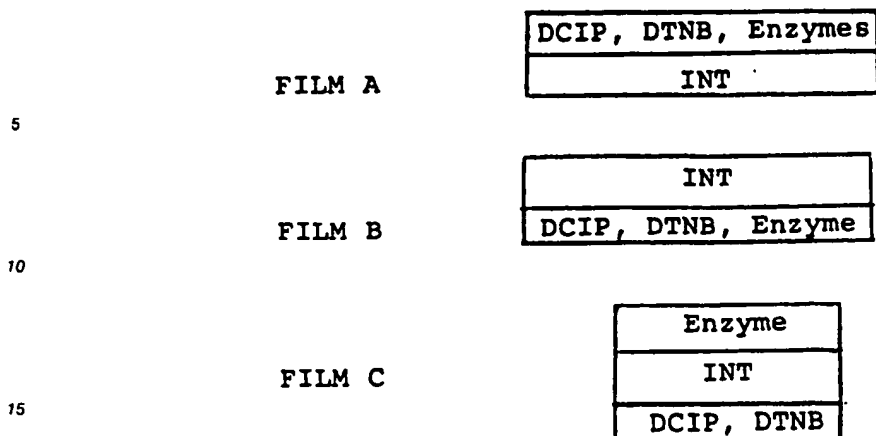 DCIP, DTNB, Enzymes
FILM A
INT
5
INT
FILM B
DCIP, DTNB, Enzyme
10
Enzyme
FILM C
INT
15
DCIP, DTNB